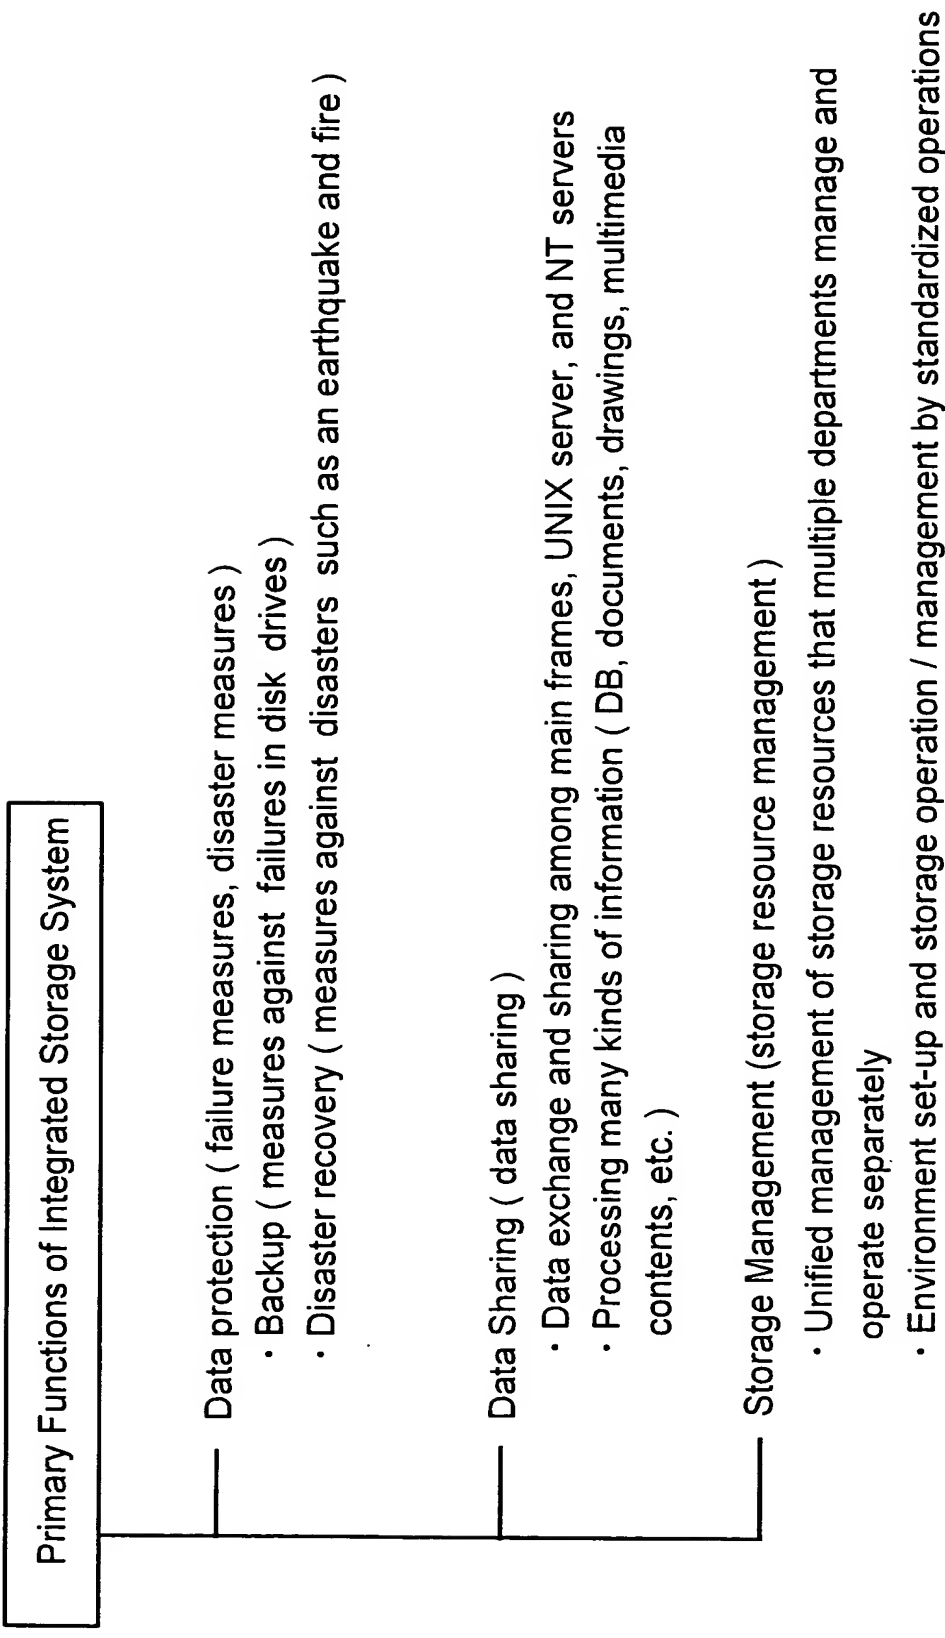 Primary Functions of Integrated Storage System
Data protection ( failure measures, disaster measures )
・Backup ( measures against failures in disk drives )
・Disaster recovery ( measures against disasters such as an earthquake and fire )
Data Sharing ( data sharing )
・Data exchange and sharing among main frames, UNIX server, and NT servers
・Processing many kinds of information ( DB, documents, drawings, multimedia
contents, etc. )
Storage Management (storage resource management )
・Unified management of storage resources that multiple departments manage and
operate separately
・Environment set-up and storage operation / management by standardized operations